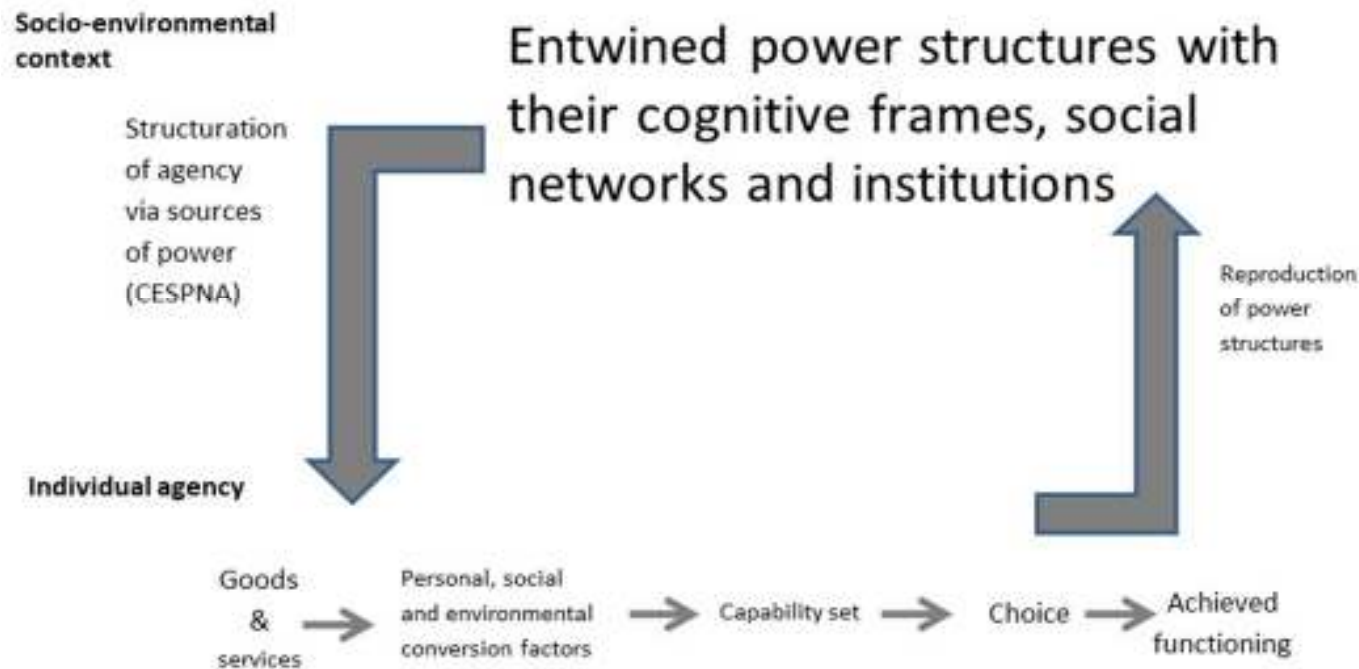 Socio-environmental
context
Entwined power structures with
their cognitive frames, social
networks and institutions
Structuration
of agency
via sources
of power
(CESPNA)
Reproduction
of power
structures
Individual agency
Goods
&
services
Personal, social
and environmental
conversion factors
Capability set
Choice
Achieved
functioning